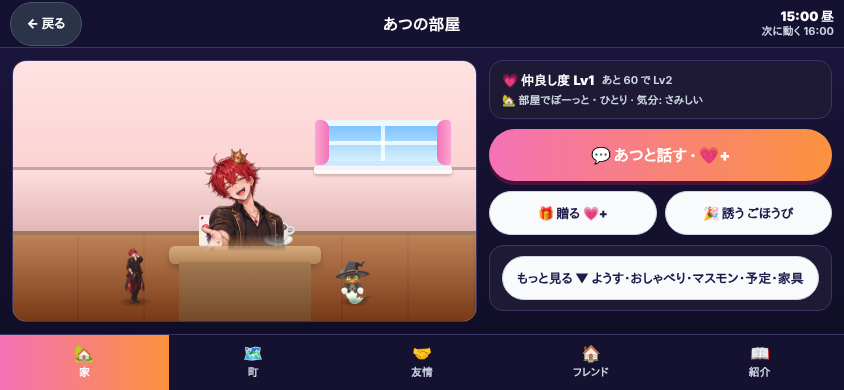 ← 戻る
あつの部屋
15:00 昼
次に動く 16:00
仲良し度 Lv1 あと 60 で Lv2
部屋でぼーっと・ひとり・気分: さみしい
あつと話す・+
贈る +
誘う ごほうび
もっと見る ▼ ようす・おしゃべり・マスモン・予定・家具
家
町
友情
フレンド
紹介